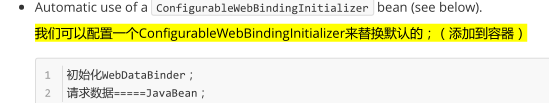 • Automatic use of a ConfigurableWebBindingInitializer bean (see below).
我们可以配置一个ConfigurableWebBindingInitializer来替换默认的；（添加到容器）
1 初始化WebDataBinder；
2 请求数据=====JavaBean；